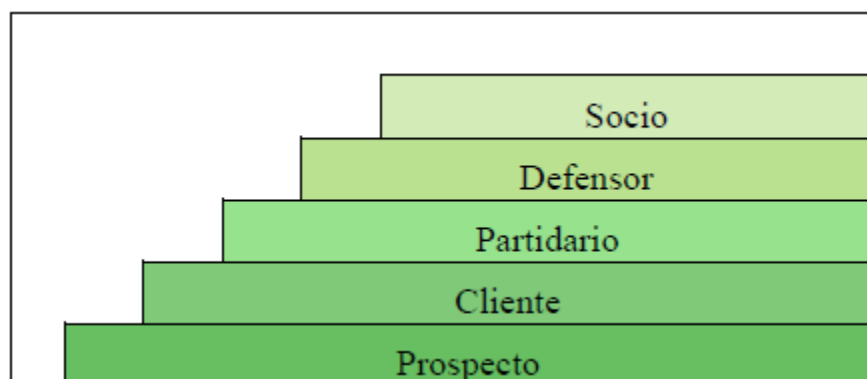 Socio
Defensor
Partidario
Cliente
Prospecto